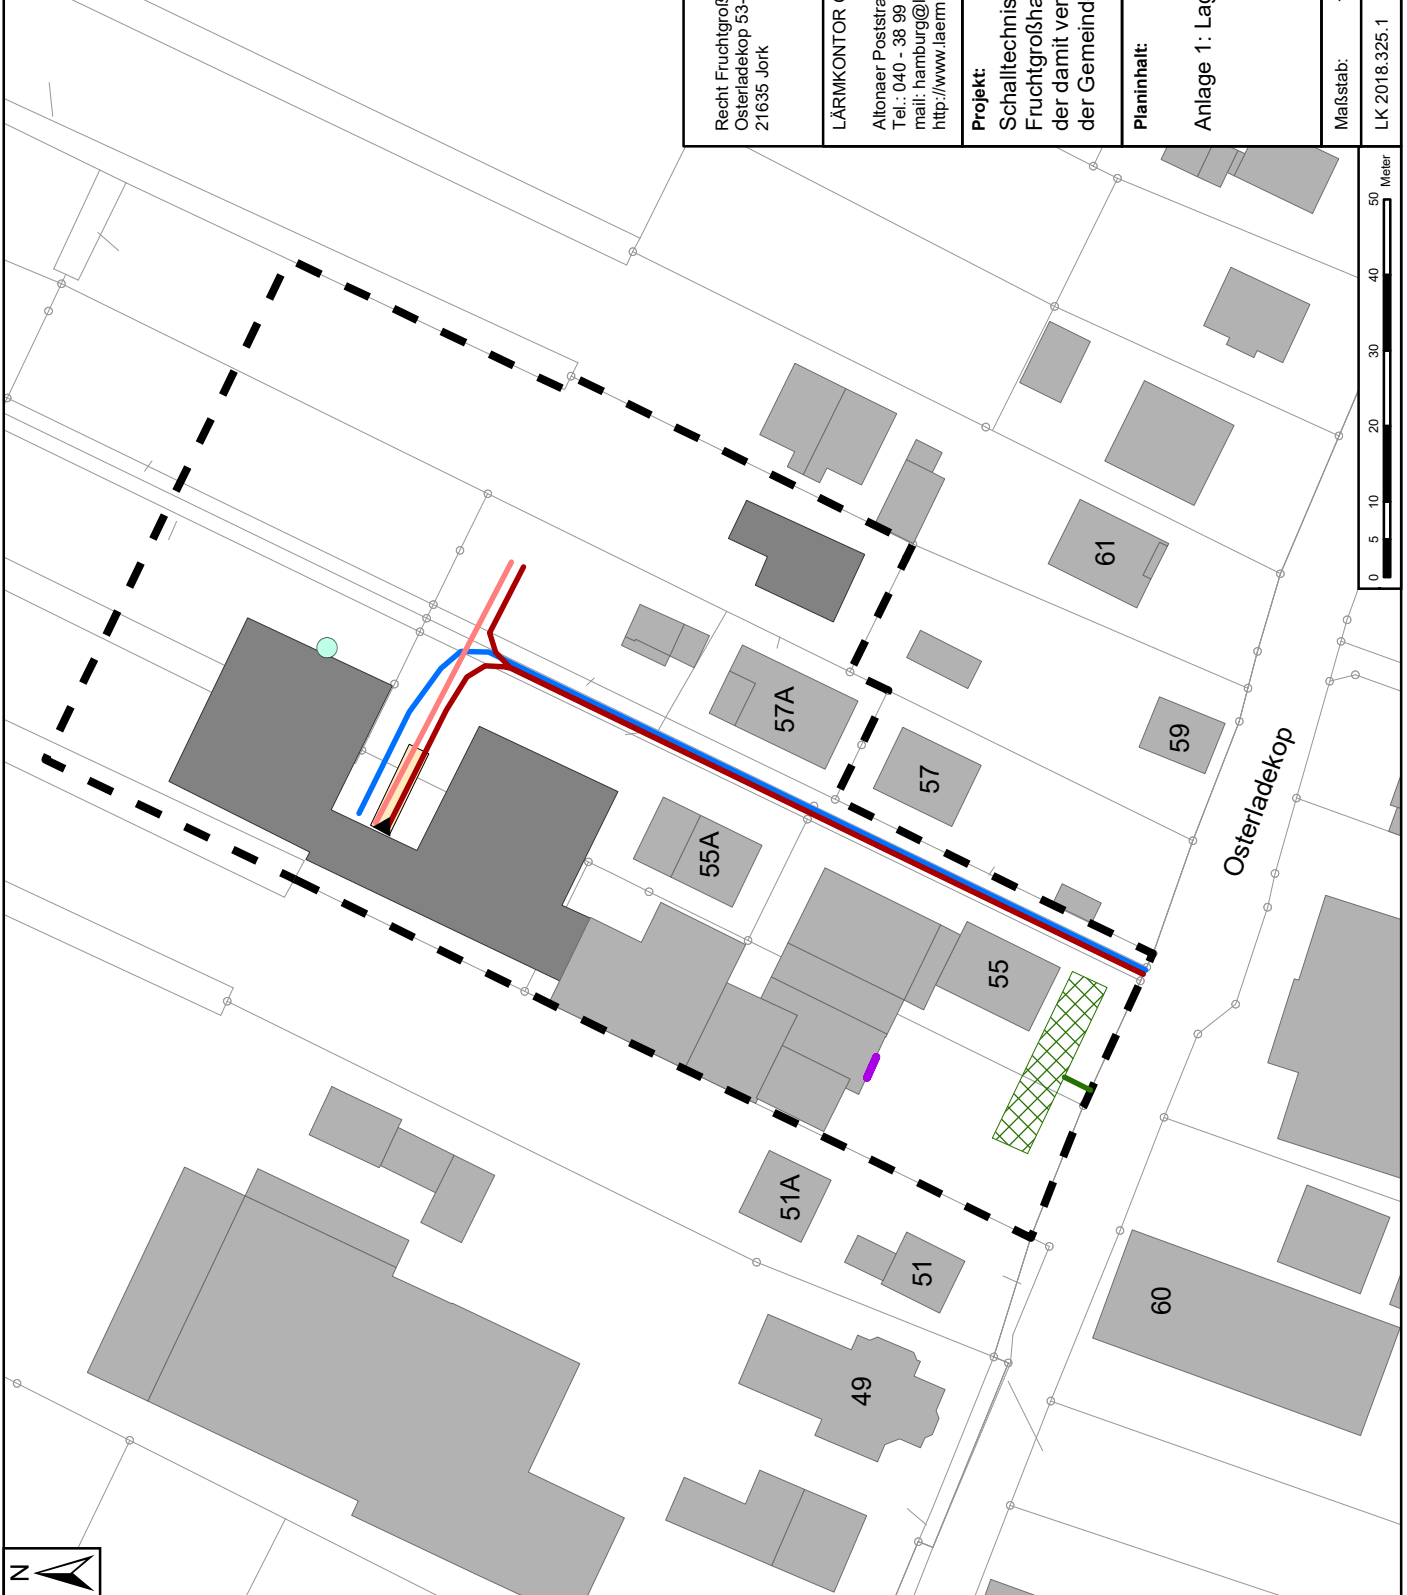 Recht Fruchtgroß
Osterladekop 53-
21635 Jork
LÄRMKONTOR
Altonaer Poststra
Tel.: 040 - 38 99
mail: hamburg@
http://www.laerm
Projekt:
Schalltechnis
Fruchtgroßha
der damit ver
der Gemeind
Planinhalt:
Anlage 1: Lag
Maßstab:
LK 2018.325.1
0 5 10 20 30 40 50
Meter
N
57A
61
55A
57
59
55
Osterladekop
51A
51
49
60